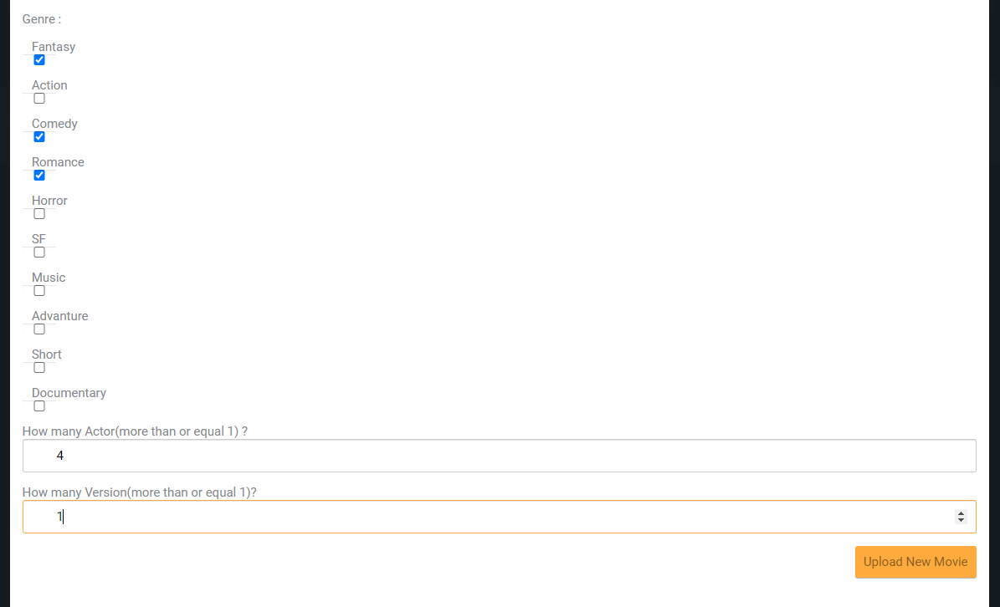 Genre :
Fantasy
Action
Comedy
Romance
Horror
SF
Music
Advanture
Short
Documentary
How many Actor(more than or equal 1) ?
4
How many Version(more than or equal 1)?
1
Upload New Movie